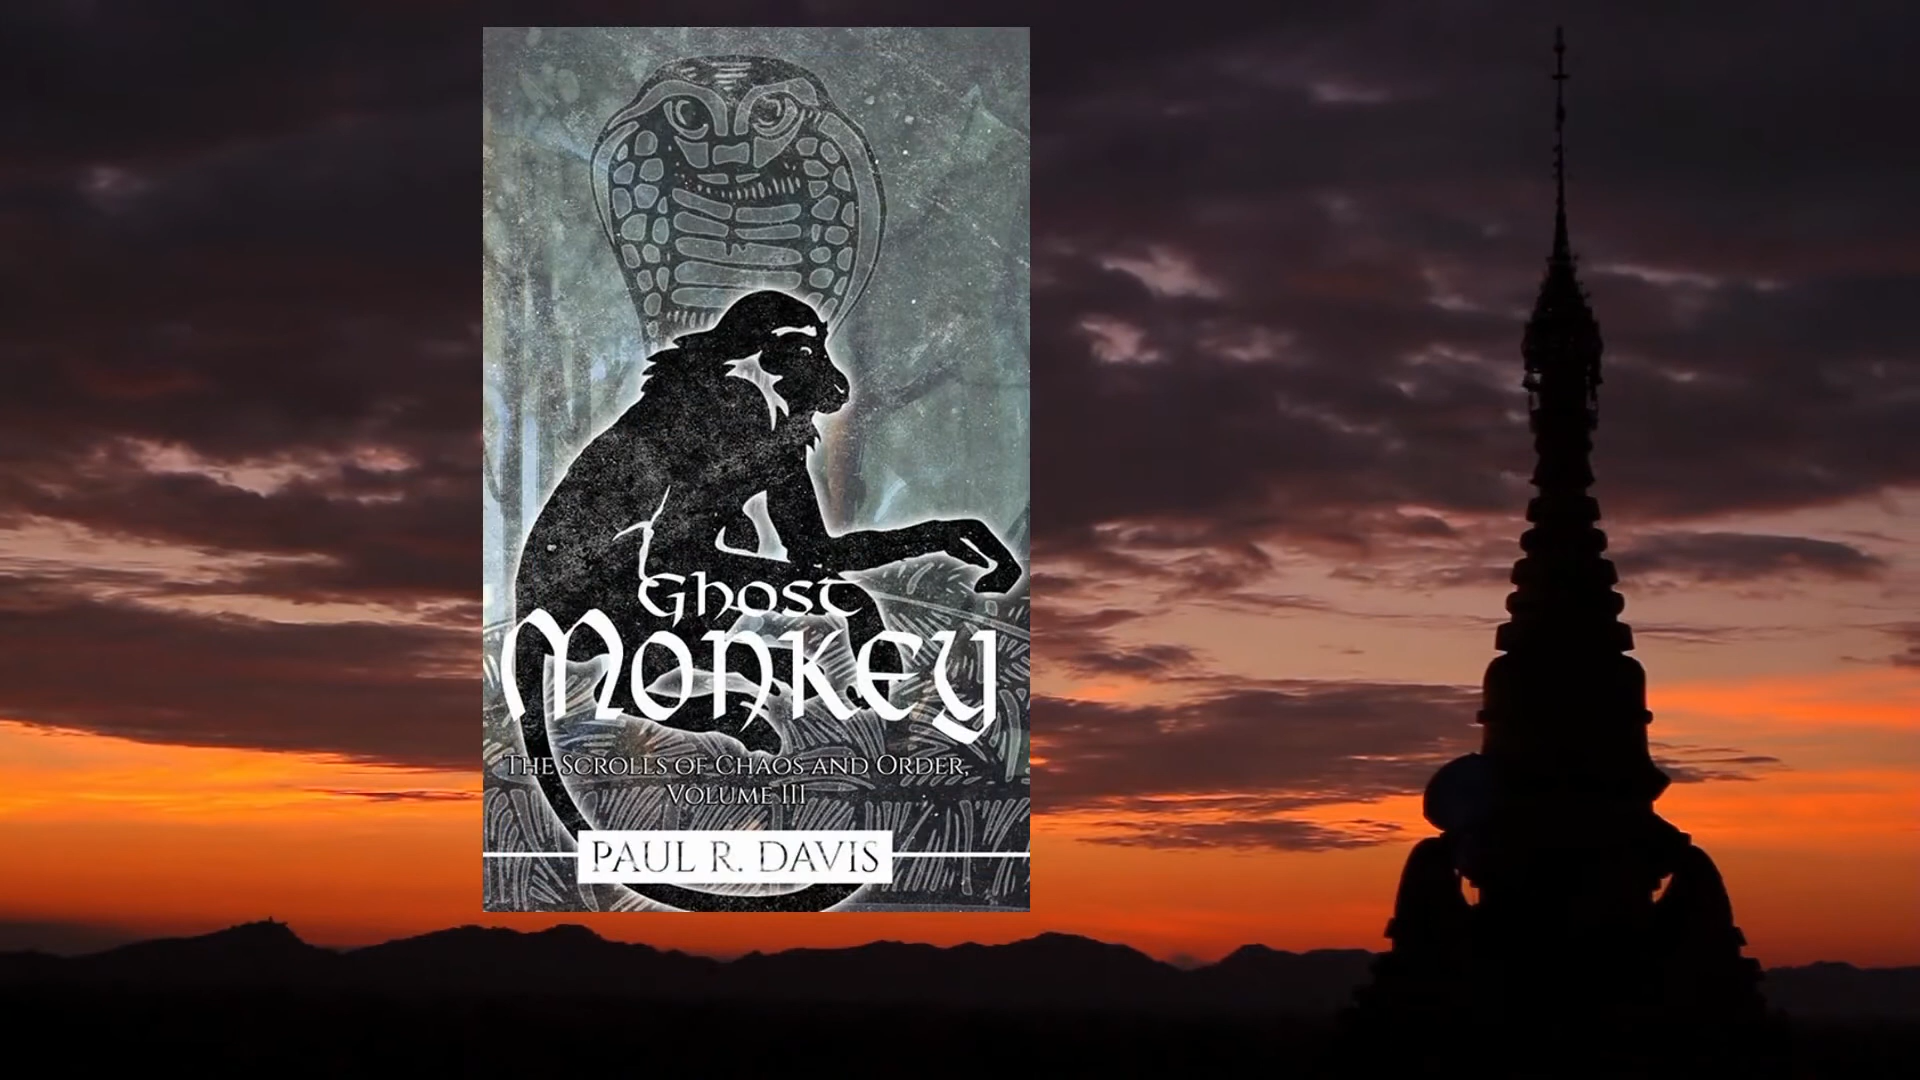 Ghost
Monkey
The Scrolls of Chaos and Order,
Volume III
PAUL R. DAVIS